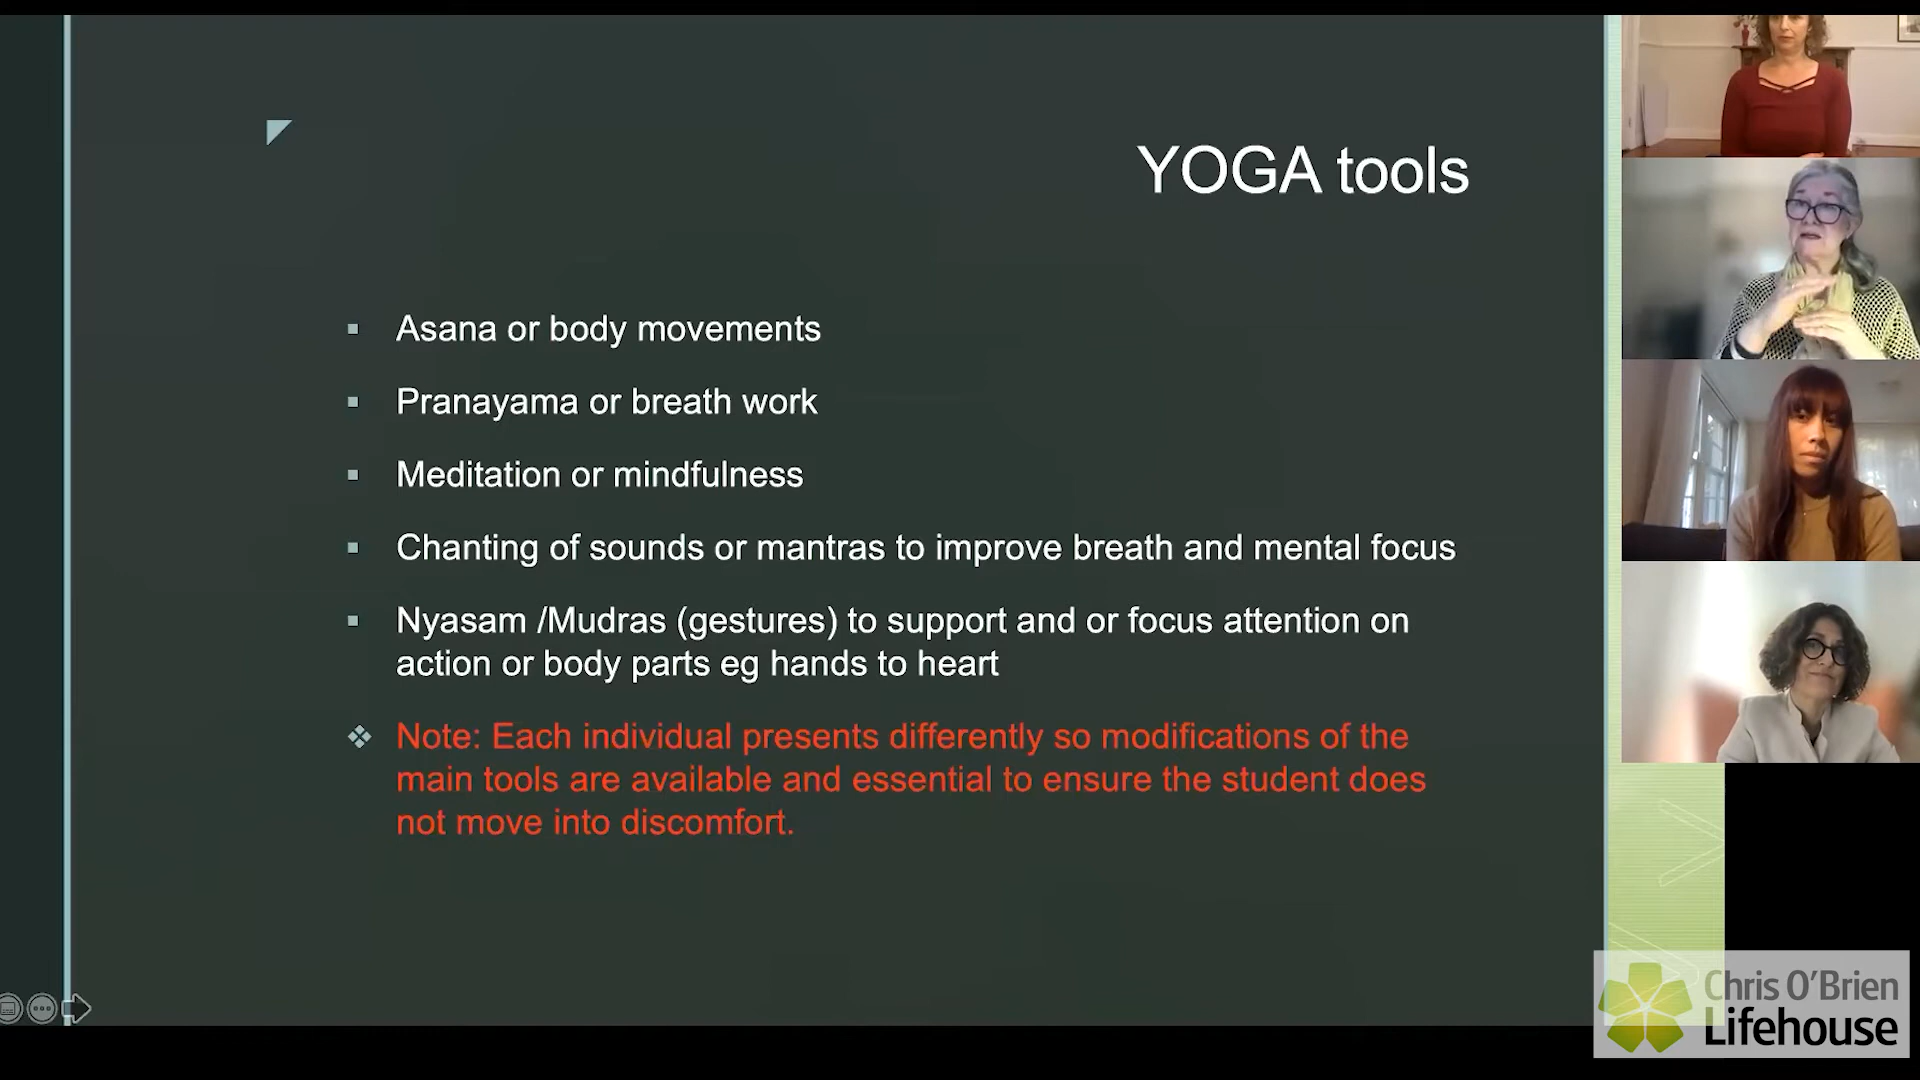 YOGA tools
Asana or body movements
Pranayama or breath work
Meditation or mindfulness
Chanting of sounds or mantras to improve breath and mental focus
Nyasam /Mudras (gestures) to support and or focus attention on
action or body parts eg hands to heart
Note: Each individual presents differently so modifications of the
main tools are available and essential to ensure the student does
not move into discomfort.
Chris O'Brien
Lifehouse